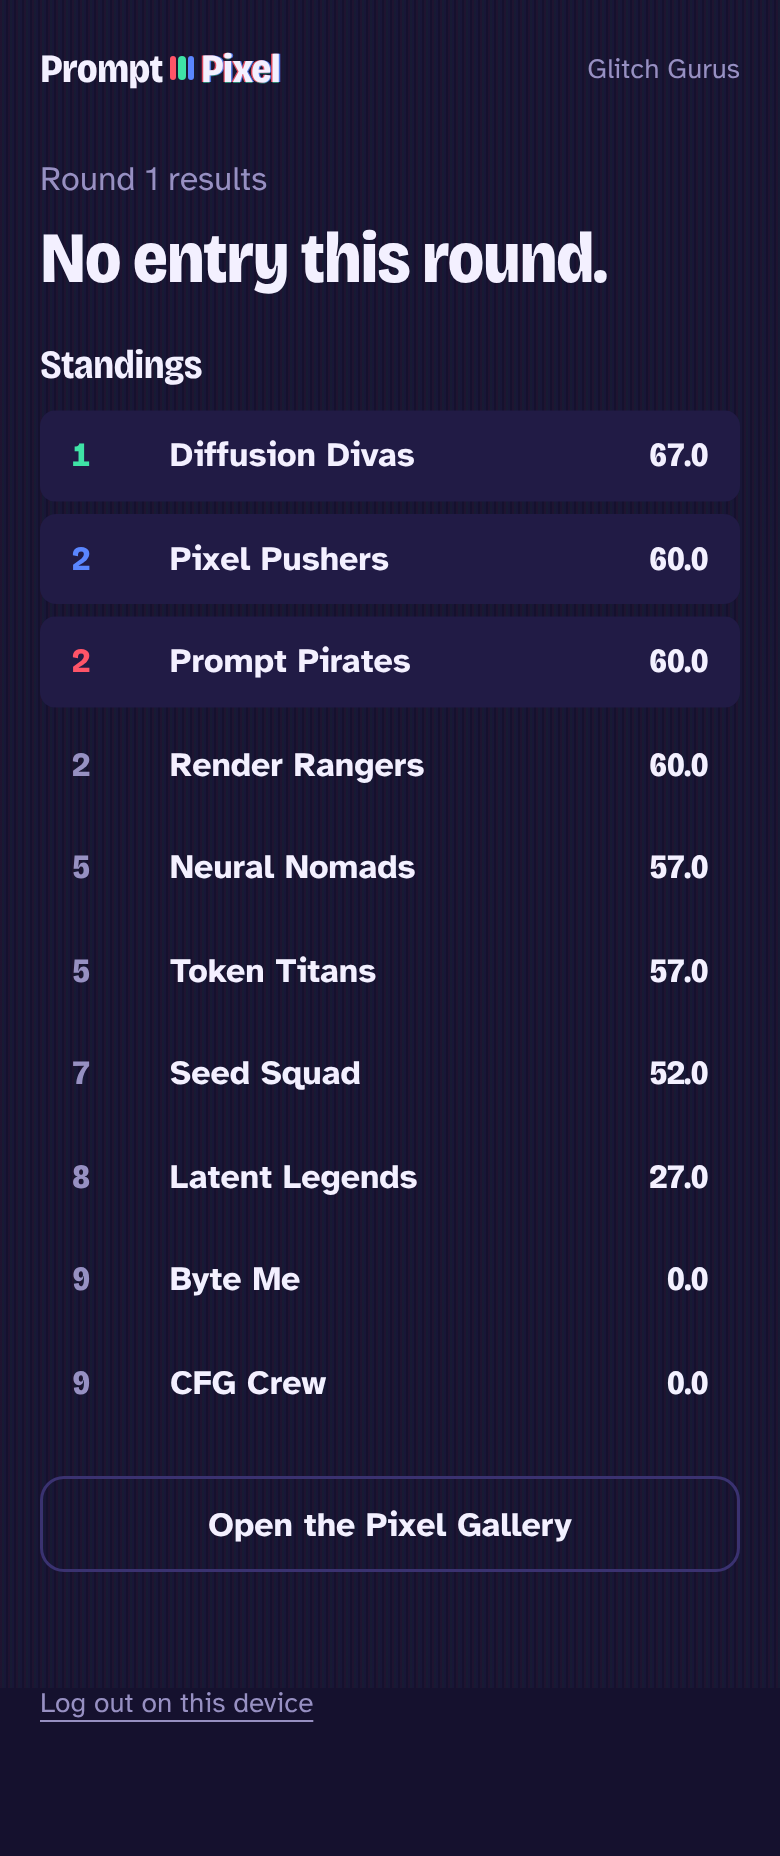 Prompt Pixel
Glitch Gurus
Round 1 results
No entry this round.
Standings
1 Diffusion Divas 67.0
2 Pixel Pushers 60.0
2 Prompt Pirates 60.0
2 Render Rangers 60.0
5 Neural Nomads 57.0
5 Token Titans 57.0
7 Seed Squad 52.0
8 Latent Legends 27.0
9 Byte Me 0.0
9 CFG Crew 0.0
Open the Pixel Gallery
Log out on this device